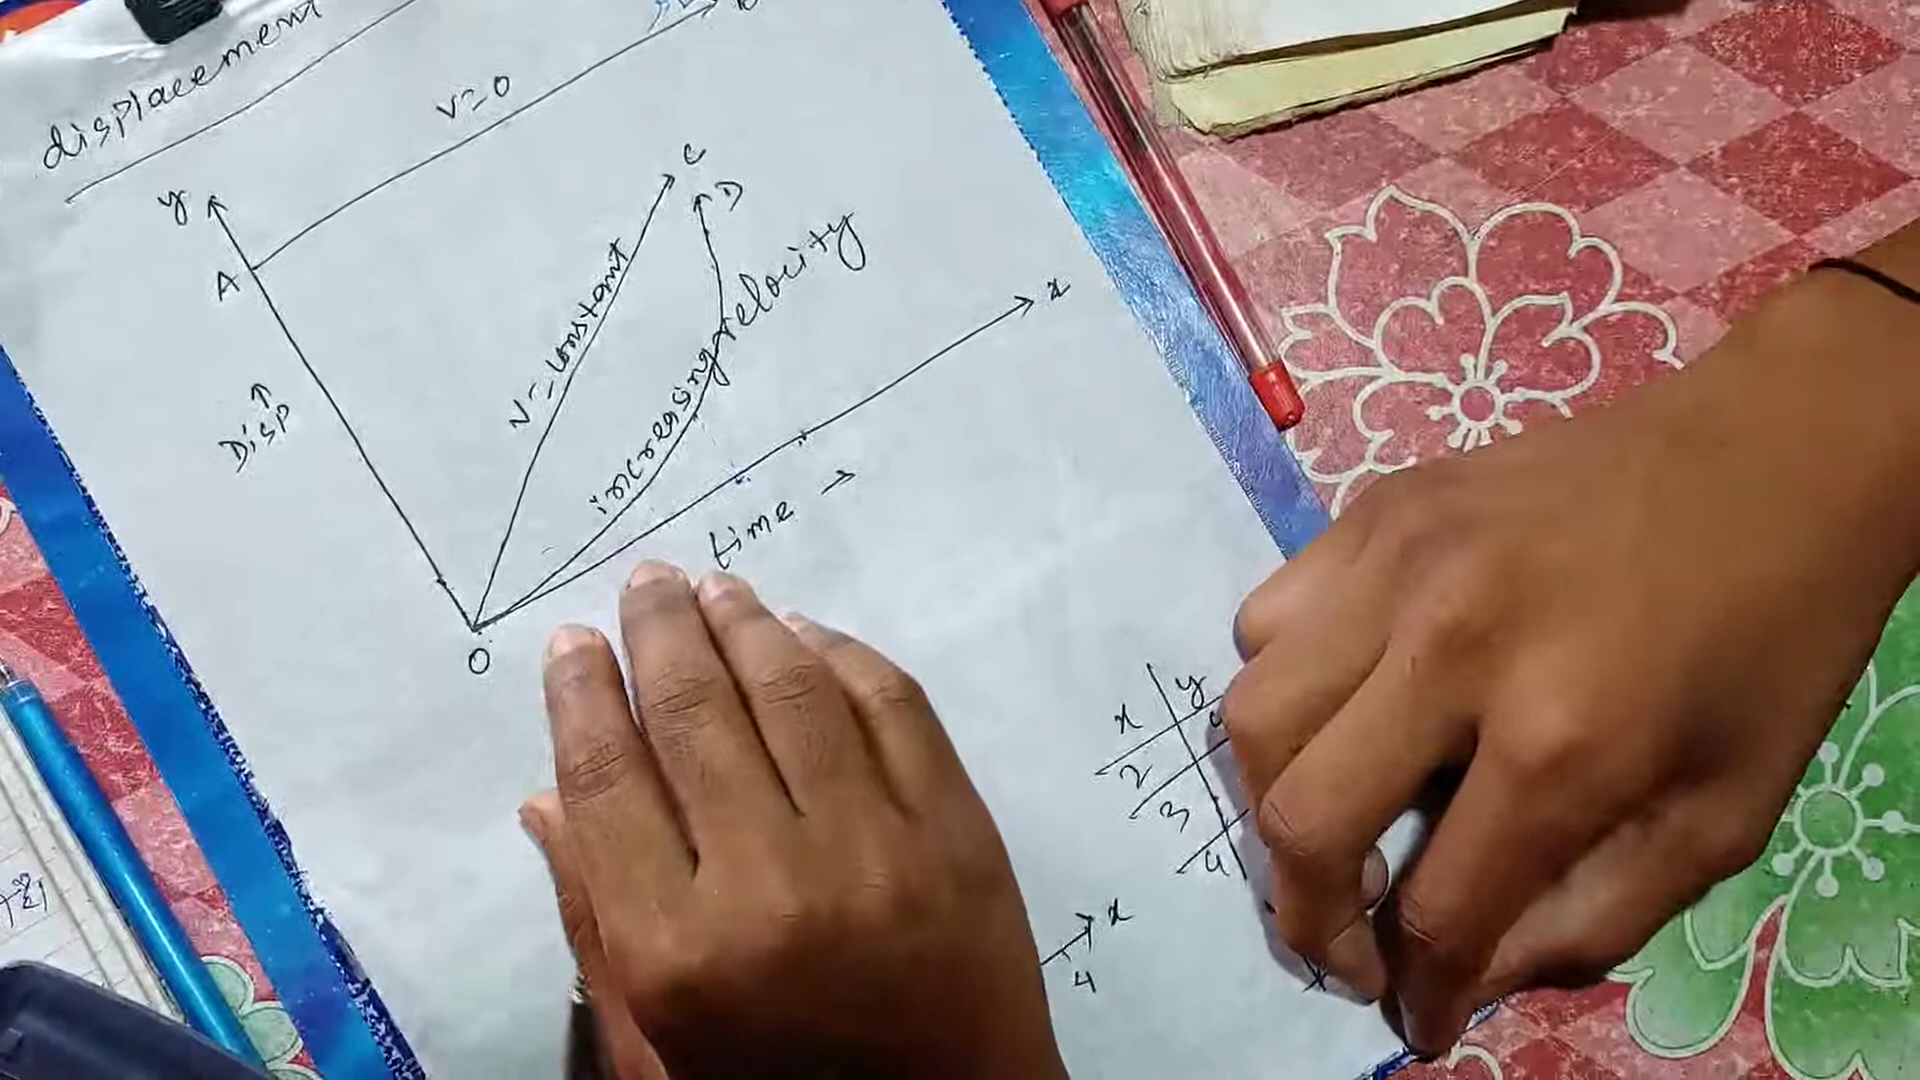 displacement
V=0
y
C
D
A
V=constant
increasing velocity
x
Disp ↑
time →
O
x y
2
3
4
x
4